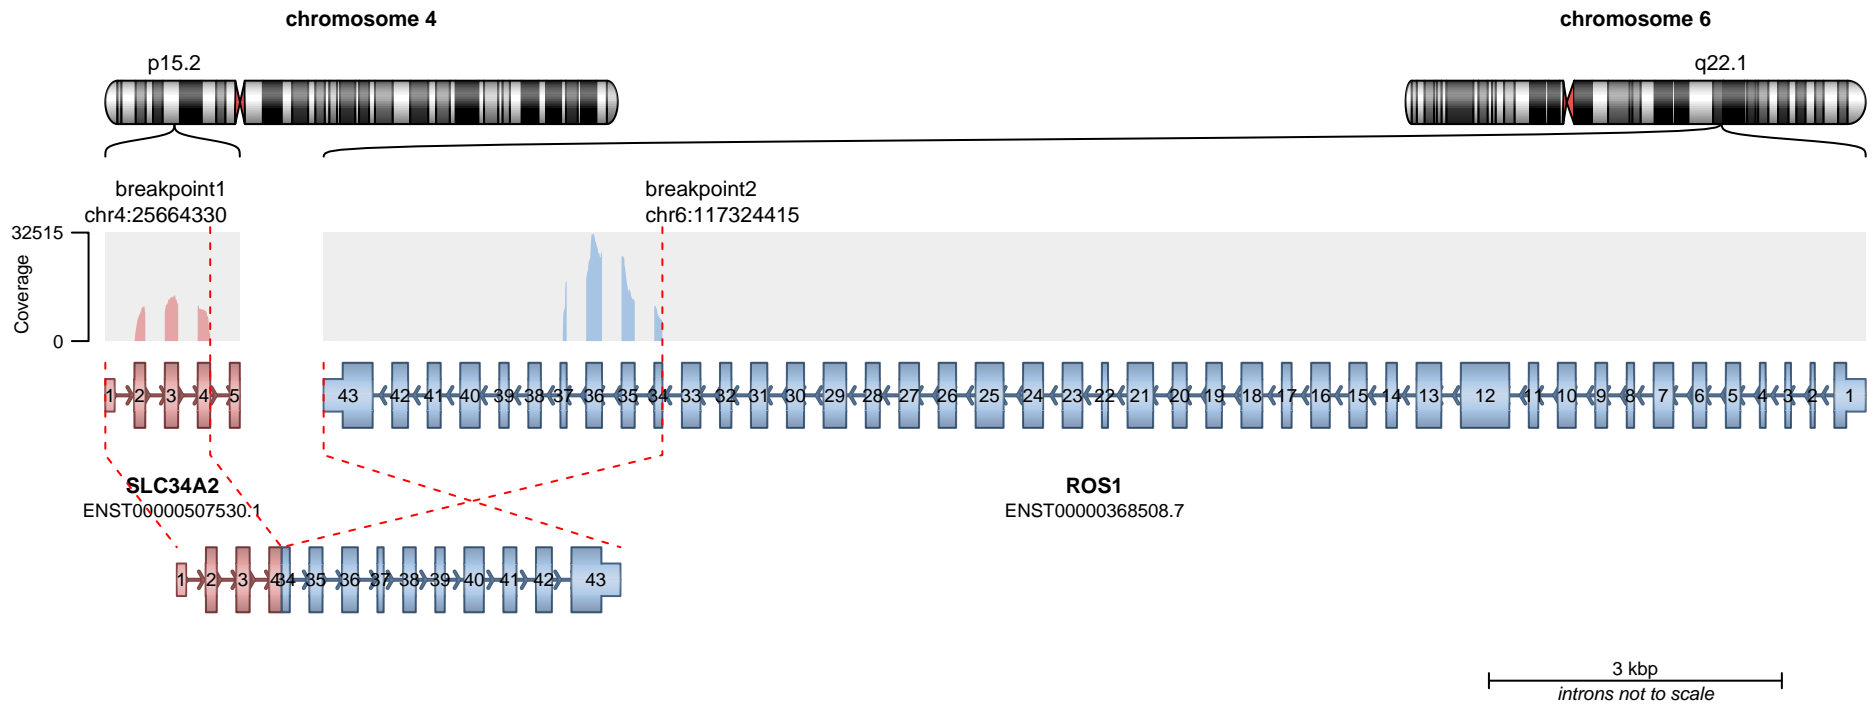 chromosome 4
chromosome 6
p15.2
q22.1
breakpoint1
chr4:25664330
breakpoint2
chr6:117324415
32515
Coverage
0
1 2 3 4 5
43 42 41 40 39 38 37 36 35 34 33 32 31 30 29 28 27 26 25 24 23 22 21 20 19 18 17 16 15 14 13 12 11 10 9 8 7 6 5 4 3 2 1
SLC34A2
ENST00000507530.1
ROS1
ENST00000368508.7
1 2 3 4 34 35 36 37 38 39 40 41 42 43
3 kbp
introns not to scale